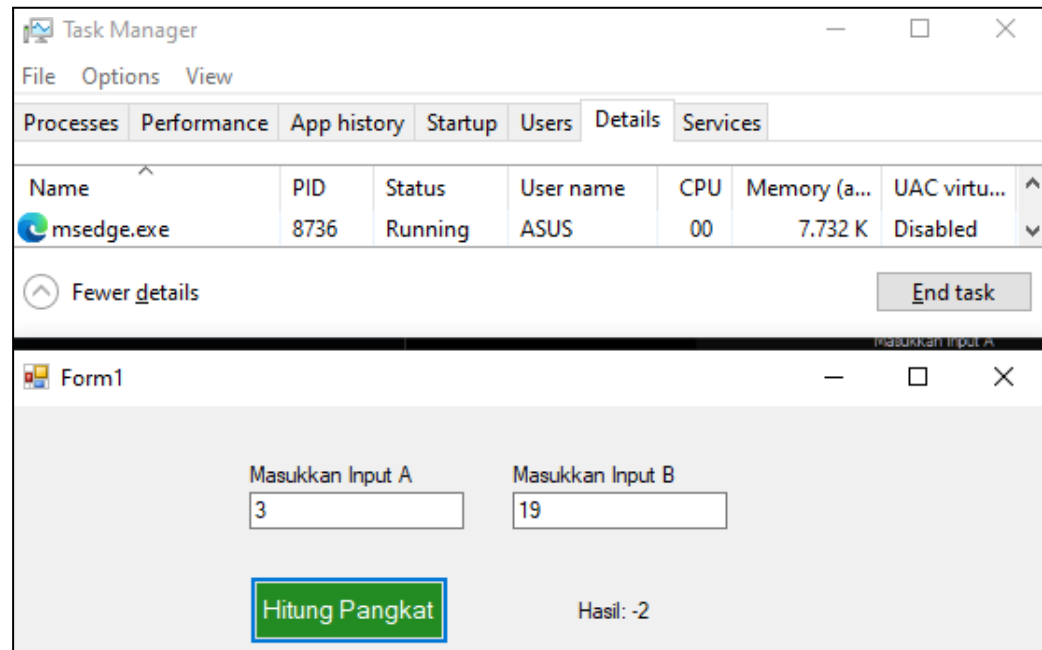 Task Manager
File Options View
Processes Performance App history Startup Users Details Services
Name PID Status User name CPU Memory (a... UAC virtu...
msedge.exe 8736 Running ASUS 00 7.732 K Disabled
Fewer details End task
Masukkan Input A
Form1
Masukkan Input A Masukkan Input B
3 19
Hitung Pangkat Hasil: -2